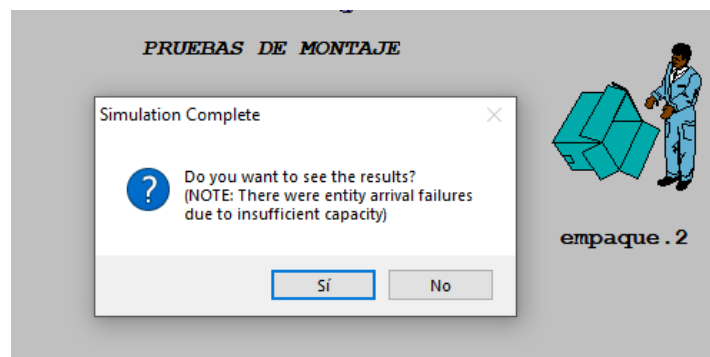 PRUEBAS DE MONTAJE
Simulation Complete
Do you want to see the results?
(NOTE: There were entity arrival failures
due to insufficient capacity)
empaque.2
Sí
No